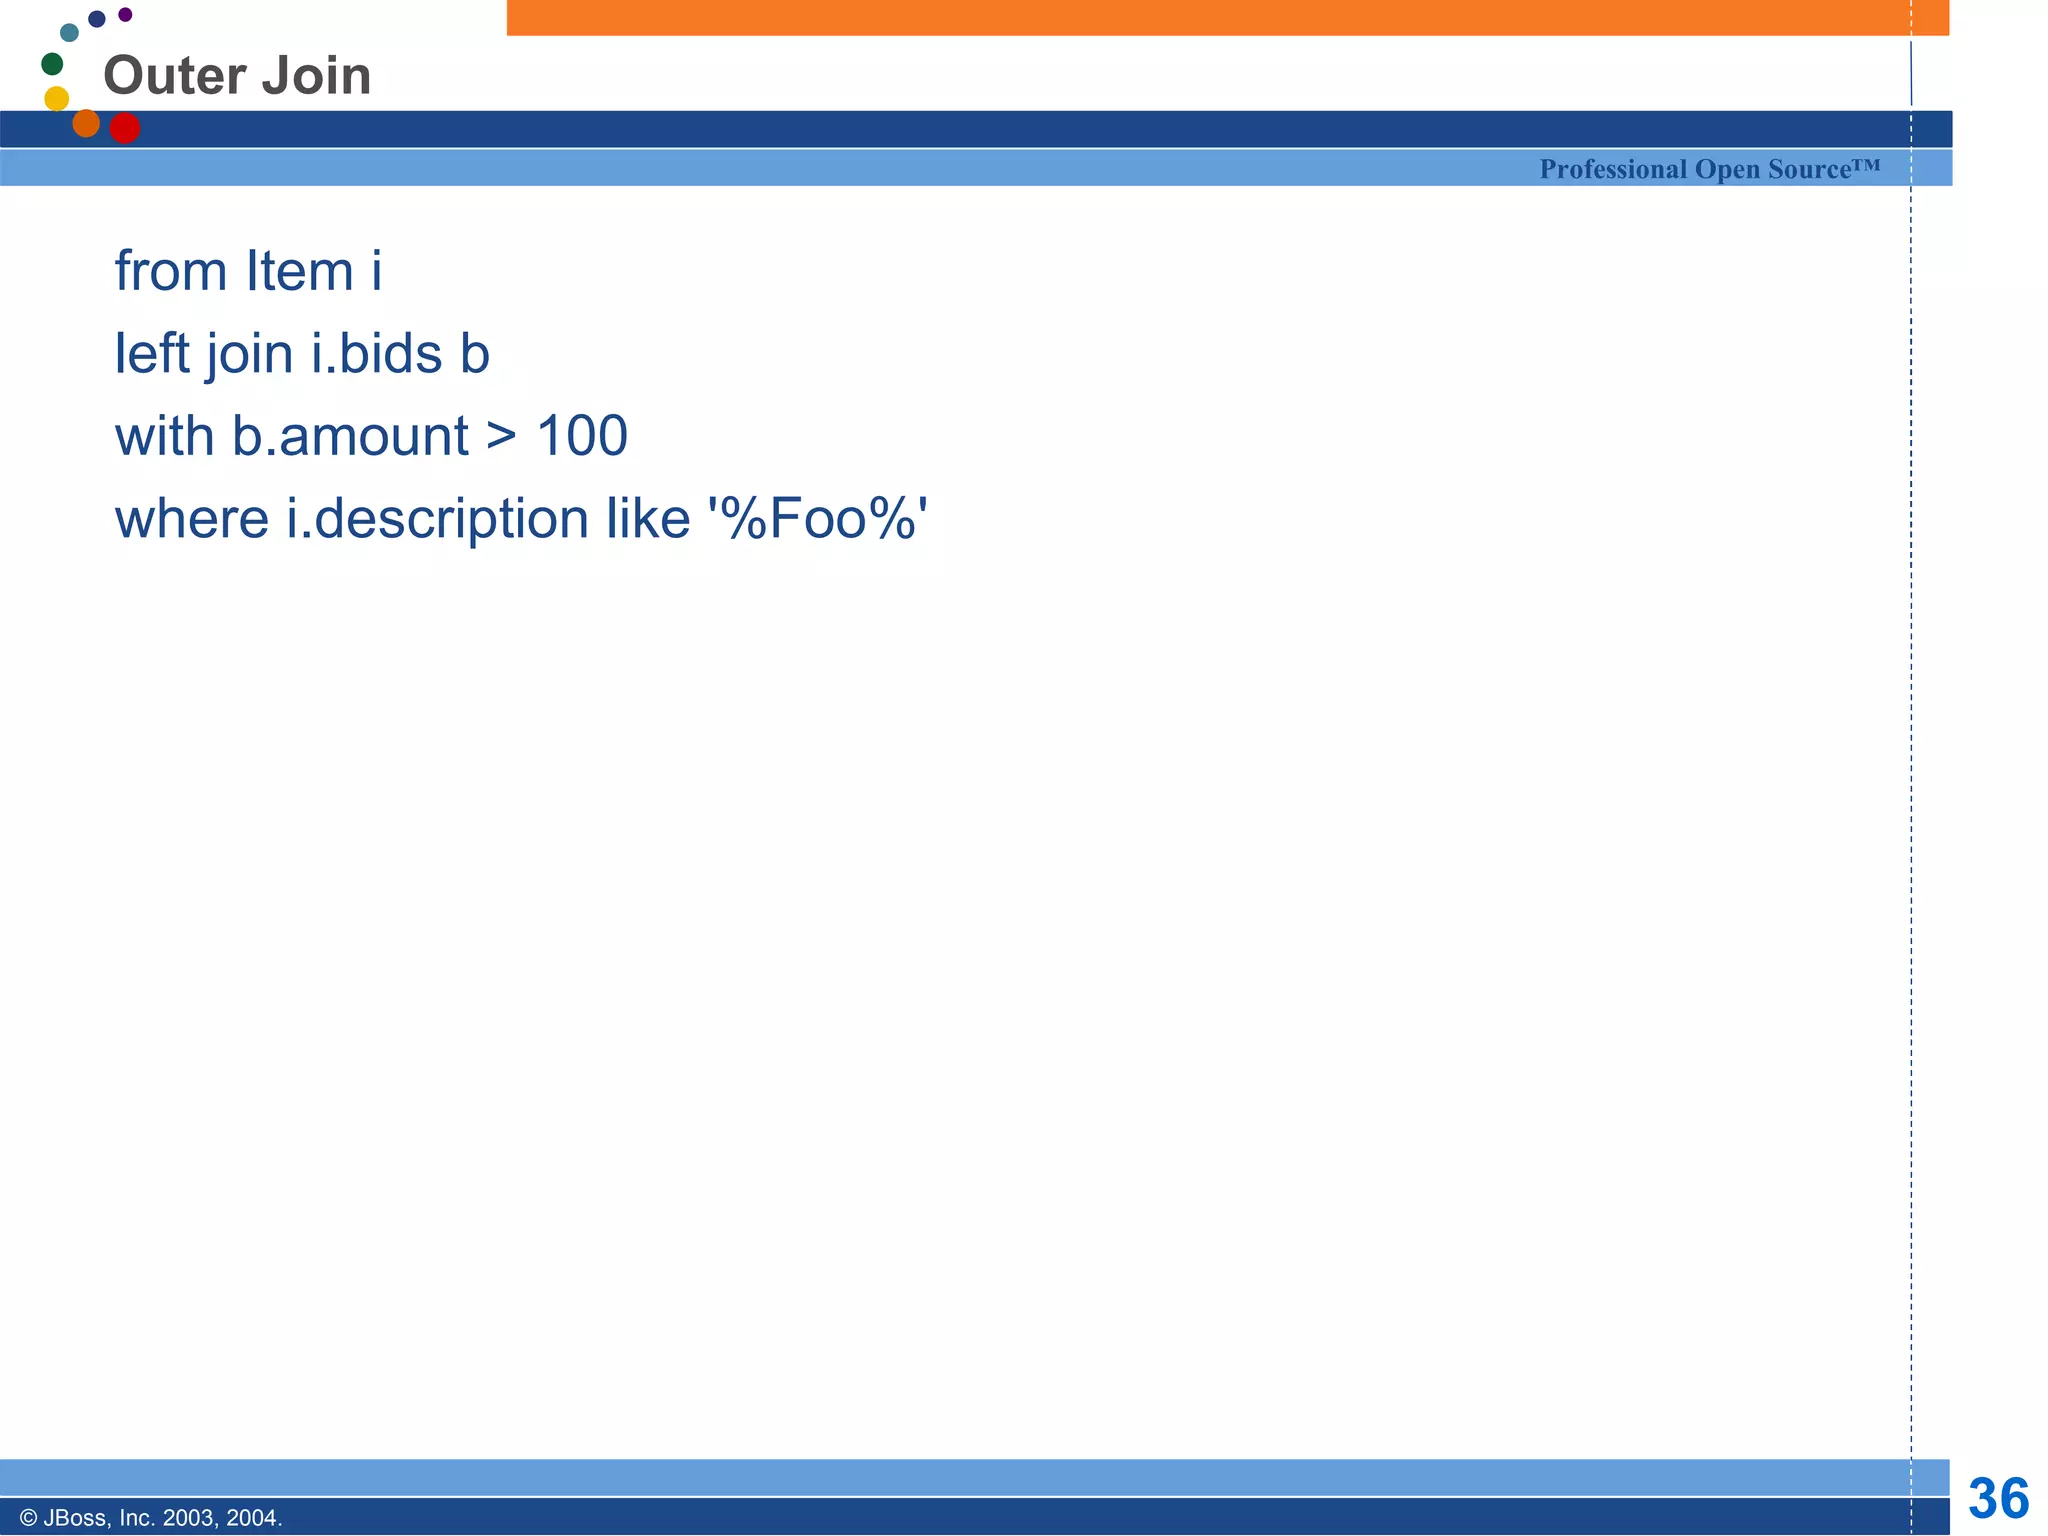 Outer Join
Professional Open Source™
from Item i
left join i.bids b
with b.amount > 100
where i.description like '%Foo%'
© JBoss, Inc. 2003, 2004.
36